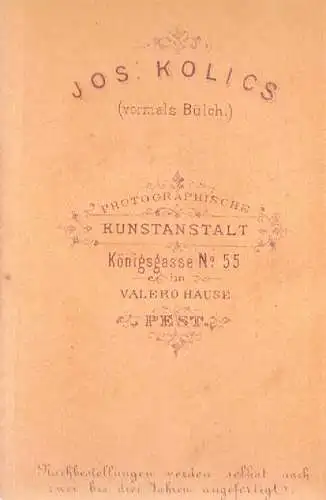 JOS. KOLICS
(vormals Bülch.)
PHOTOGRAPHISCHE
KUNSTANSTALT
Königsgasse No. 55
im
VALERO HAUSE
PEST.
Nachbestellungen werden selbst nach
zwei bis drei Jahren angefertigt.